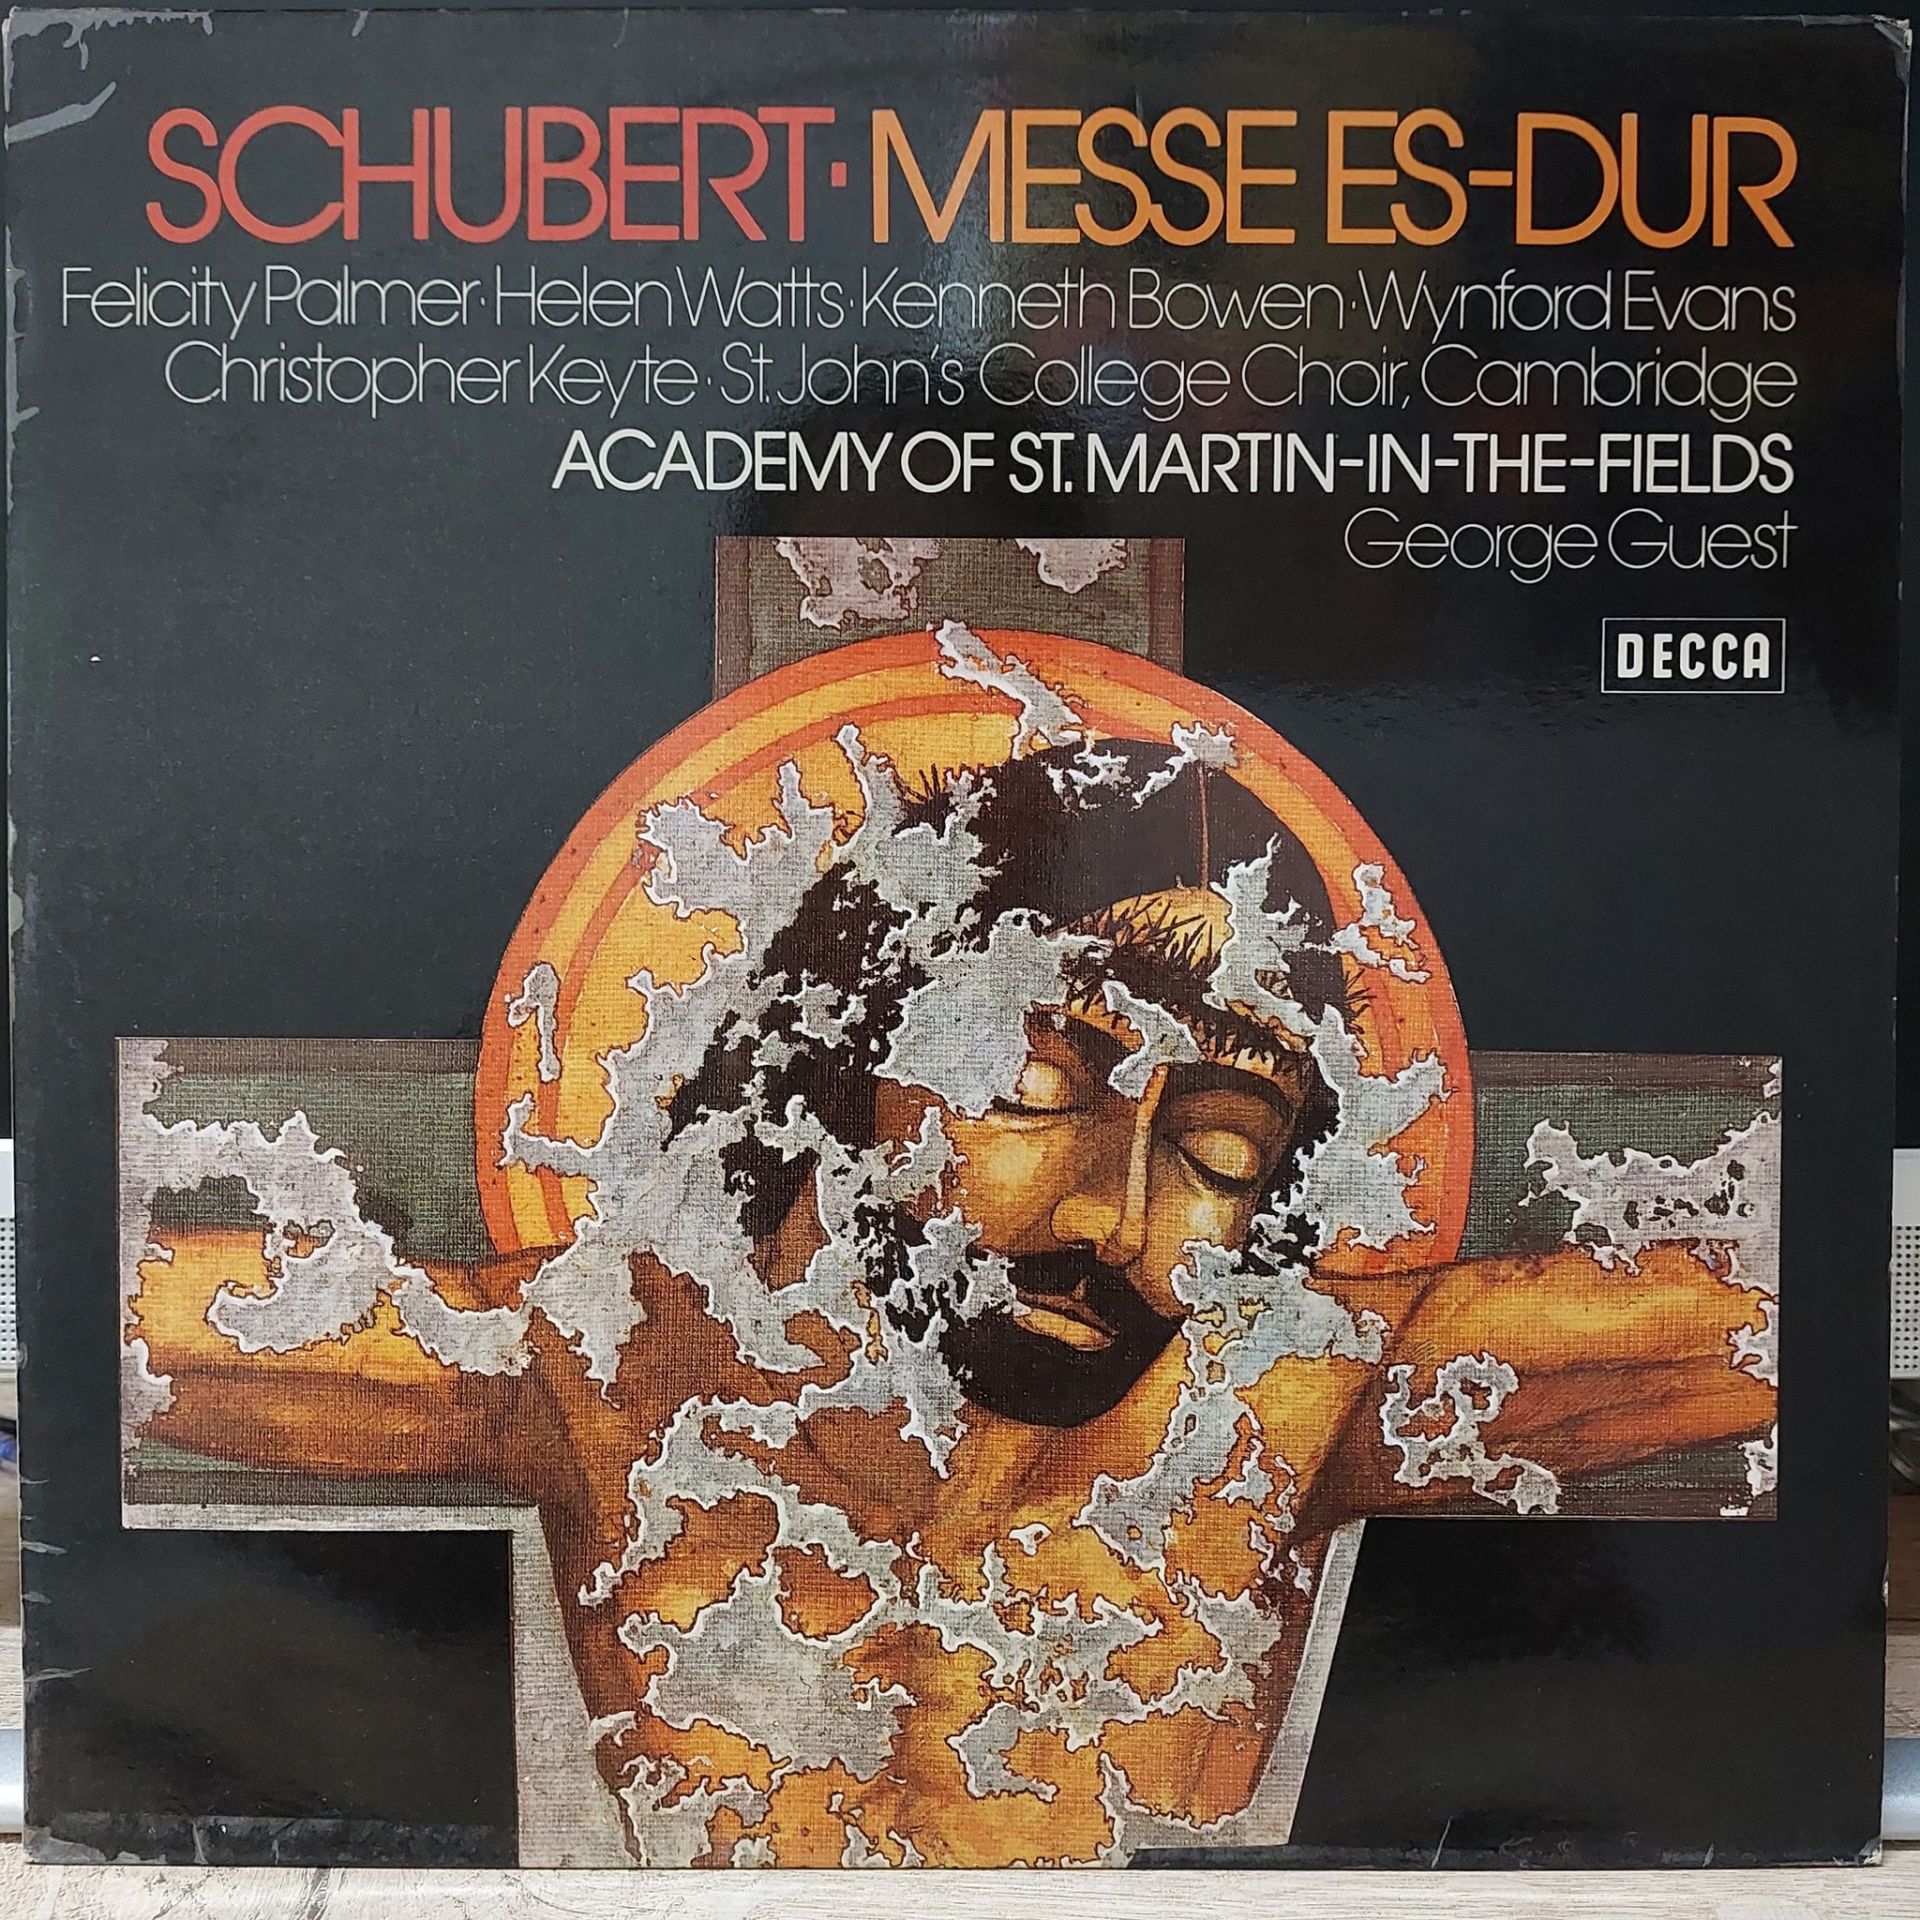 SCHUBERT · MESSE ES-DUR
Felicity Palmer · Helen Watts · Kenneth Bowen · Wynford Evans
Christopher Keyte · St. John's College Choir, Cambridge
ACADEMY OF ST. MARTIN-IN-THE-FIELDS
George Guest
DECCA